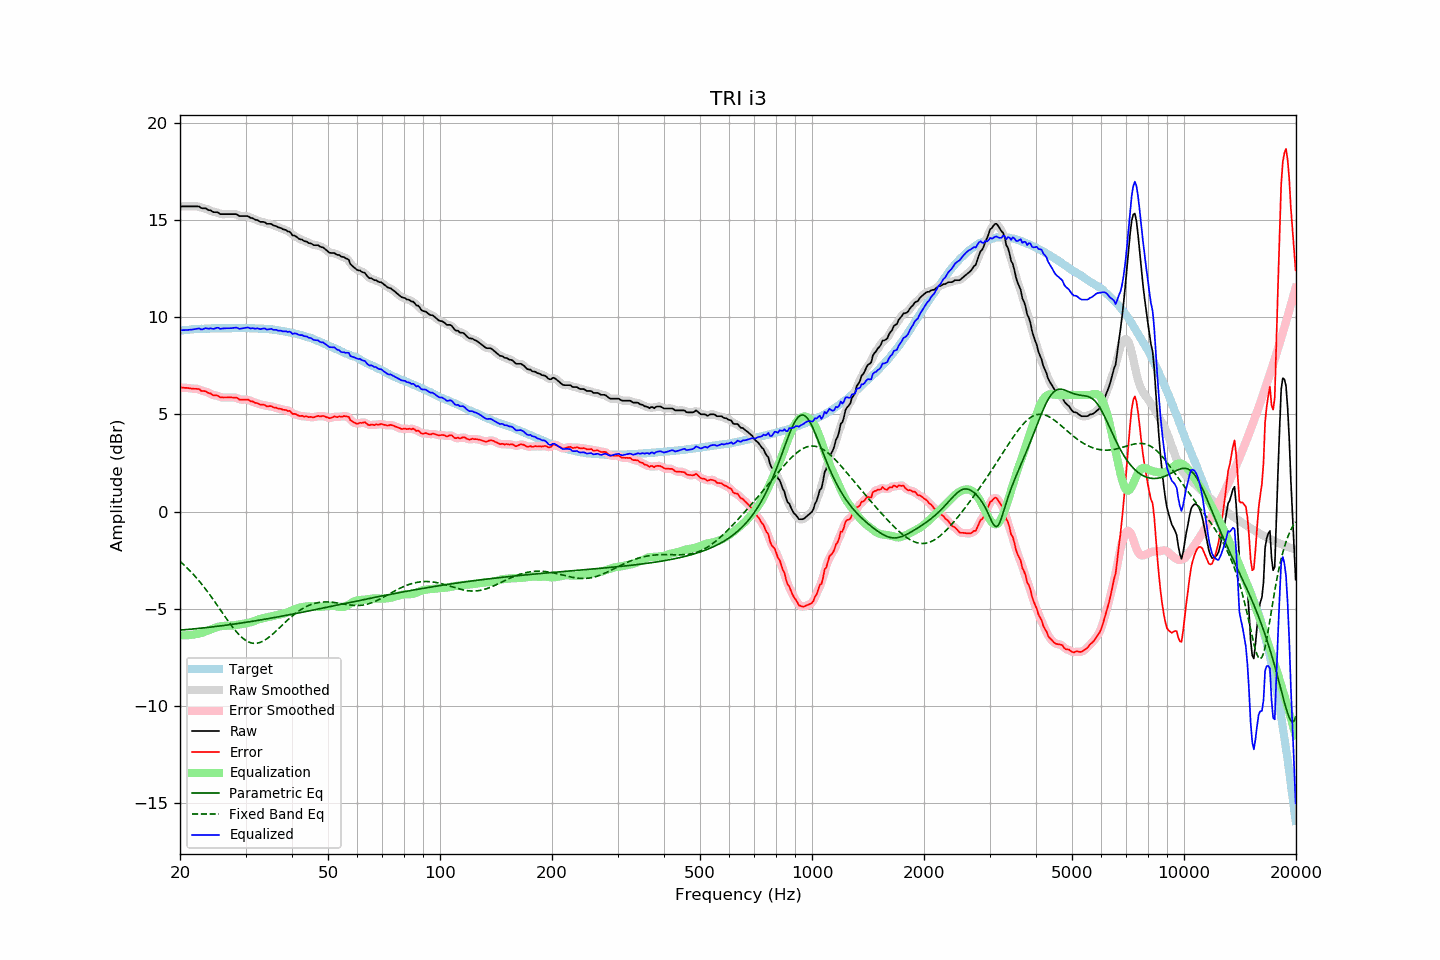 TRI i3
Amplitude (dBr)
20
15
10
5
0
−5
−10
−15
Target
Raw Smoothed
Error Smoothed
Raw
Error
Equalization
Parametric Eq
Fixed Band Eq
Equalized
20 50 100 200 500 1000 2000 5000 10000 20000
Frequency (Hz)